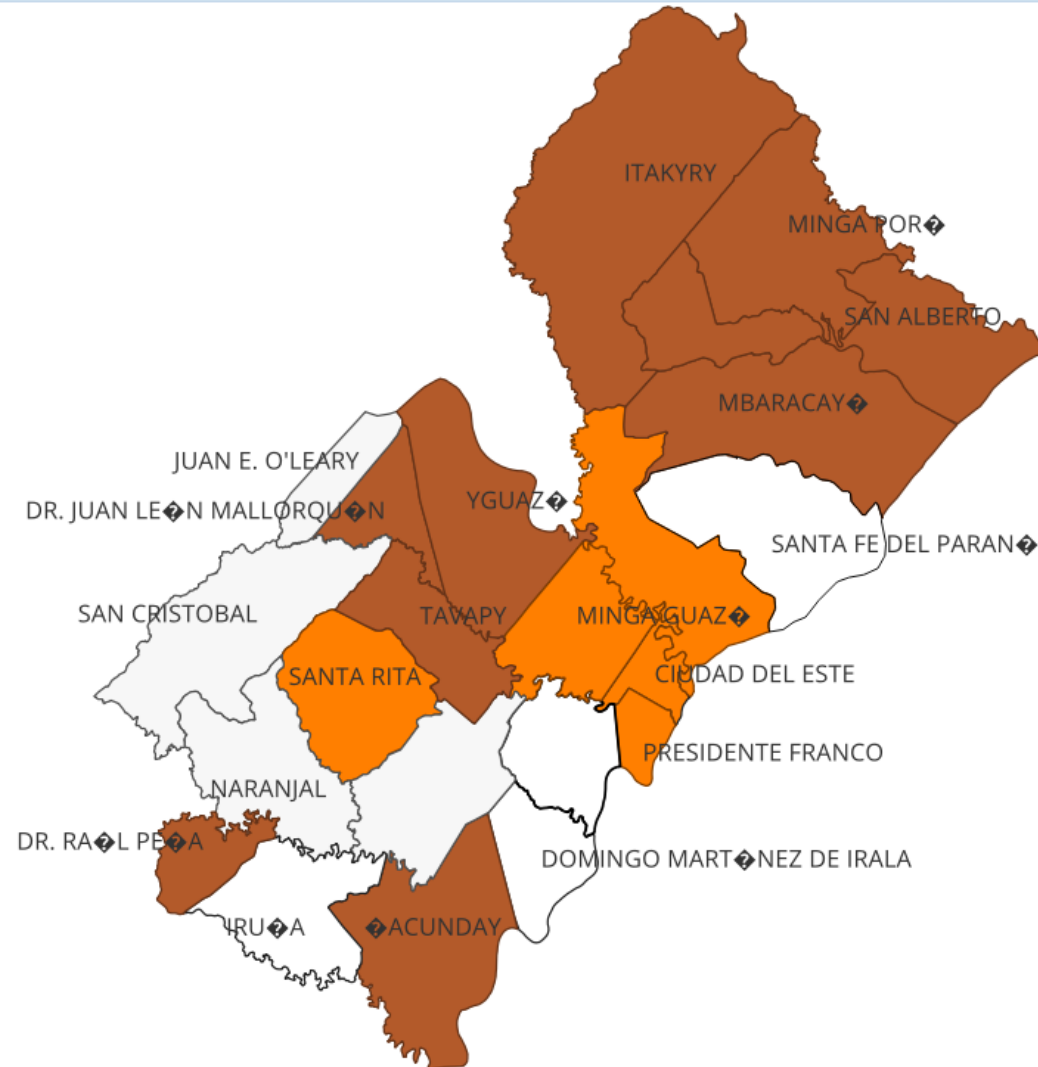 ITAKYRY
MINGA POR�
SAN ALBERTO
MBARACAY�
JUAN E. O'LEARY
YGUAZ�
DR. JUAN LE�N MALLORQU�N
SANTA FE DEL PARAN�
SAN CRISTOBAL
TAVAPY
MINGA GUAZ�
SANTA RITA
CIUDAD DEL ESTE
PRESIDENTE FRANCO
NARANJAL
DR. RA�L PE�A
DOMINGO MART�NEZ DE IRALA
IRU�A
�ACUNDAY